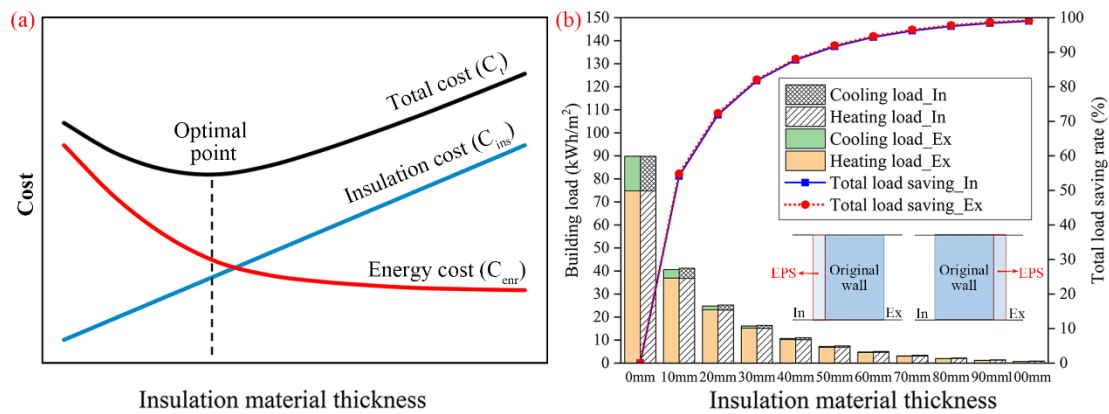 (a)
Cost
Total cost (Ct)
Optimal
point
Insulation cost (Cins)
Energy cost (Cenr)
Insulation material thickness
(b)
Building load (kWh/m²)
150
140
130
120
110
100
90
80
70
60
50
40
30
20
10
0
Cooling load_In
Heating load_In
Cooling load_Ex
Heating load_Ex
Total load saving_In
Total load saving_Ex
EPS
Original
wall
In
Ex
Original
wall
EPS
In
Ex
0mm 10mm 20mm 30mm 40mm 50mm 60mm 70mm 80mm 90mm 100mm
Insulation material thickness
100
90
80
70
60
50
40
30
20
10
0
Total load saving rate (%)